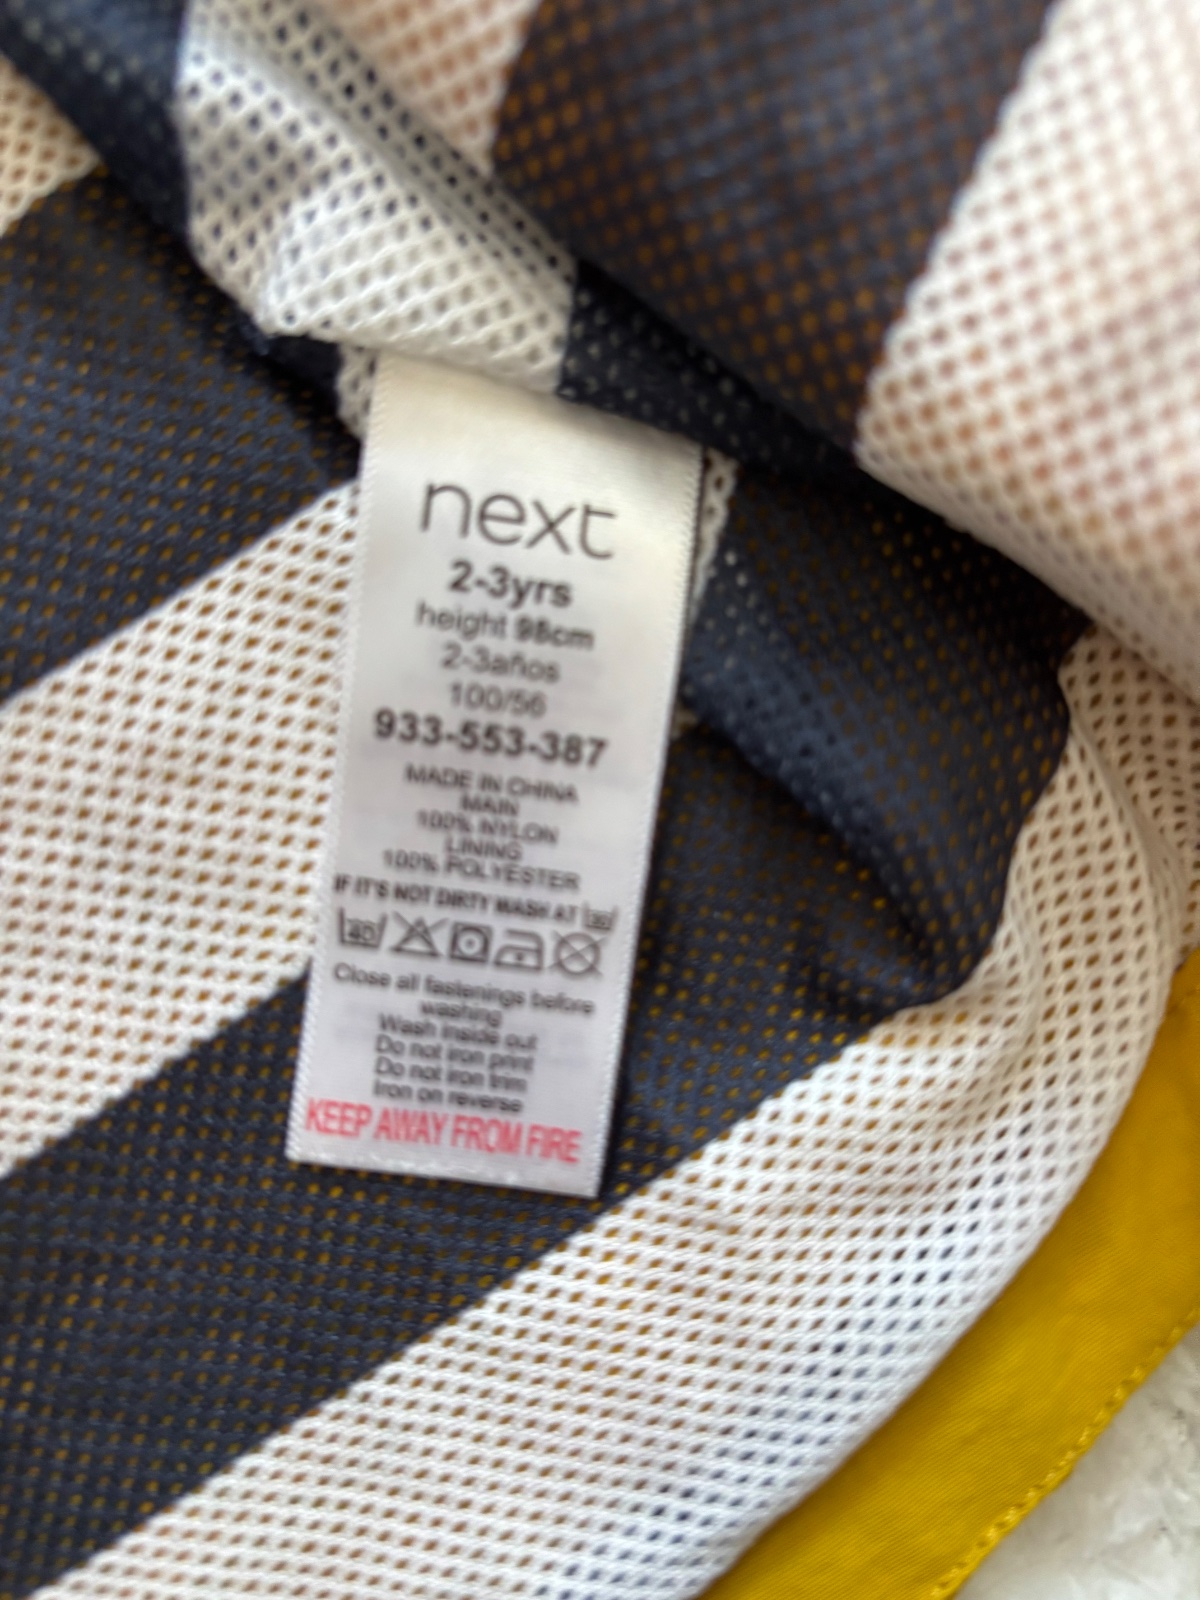 next
2-3yrs
height 98cm
2-3años
100/56
933-553-387
MADE IN CHINA
MAIN
100% NYLON
LINING
100% POLYESTER
IF IT'S NOT DIRTY WASH AT 30
40
Close all fastenings before
washing
Wash inside out
Do not iron print
Do not iron trim
Iron on reverse
KEEP AWAY FROM FIRE